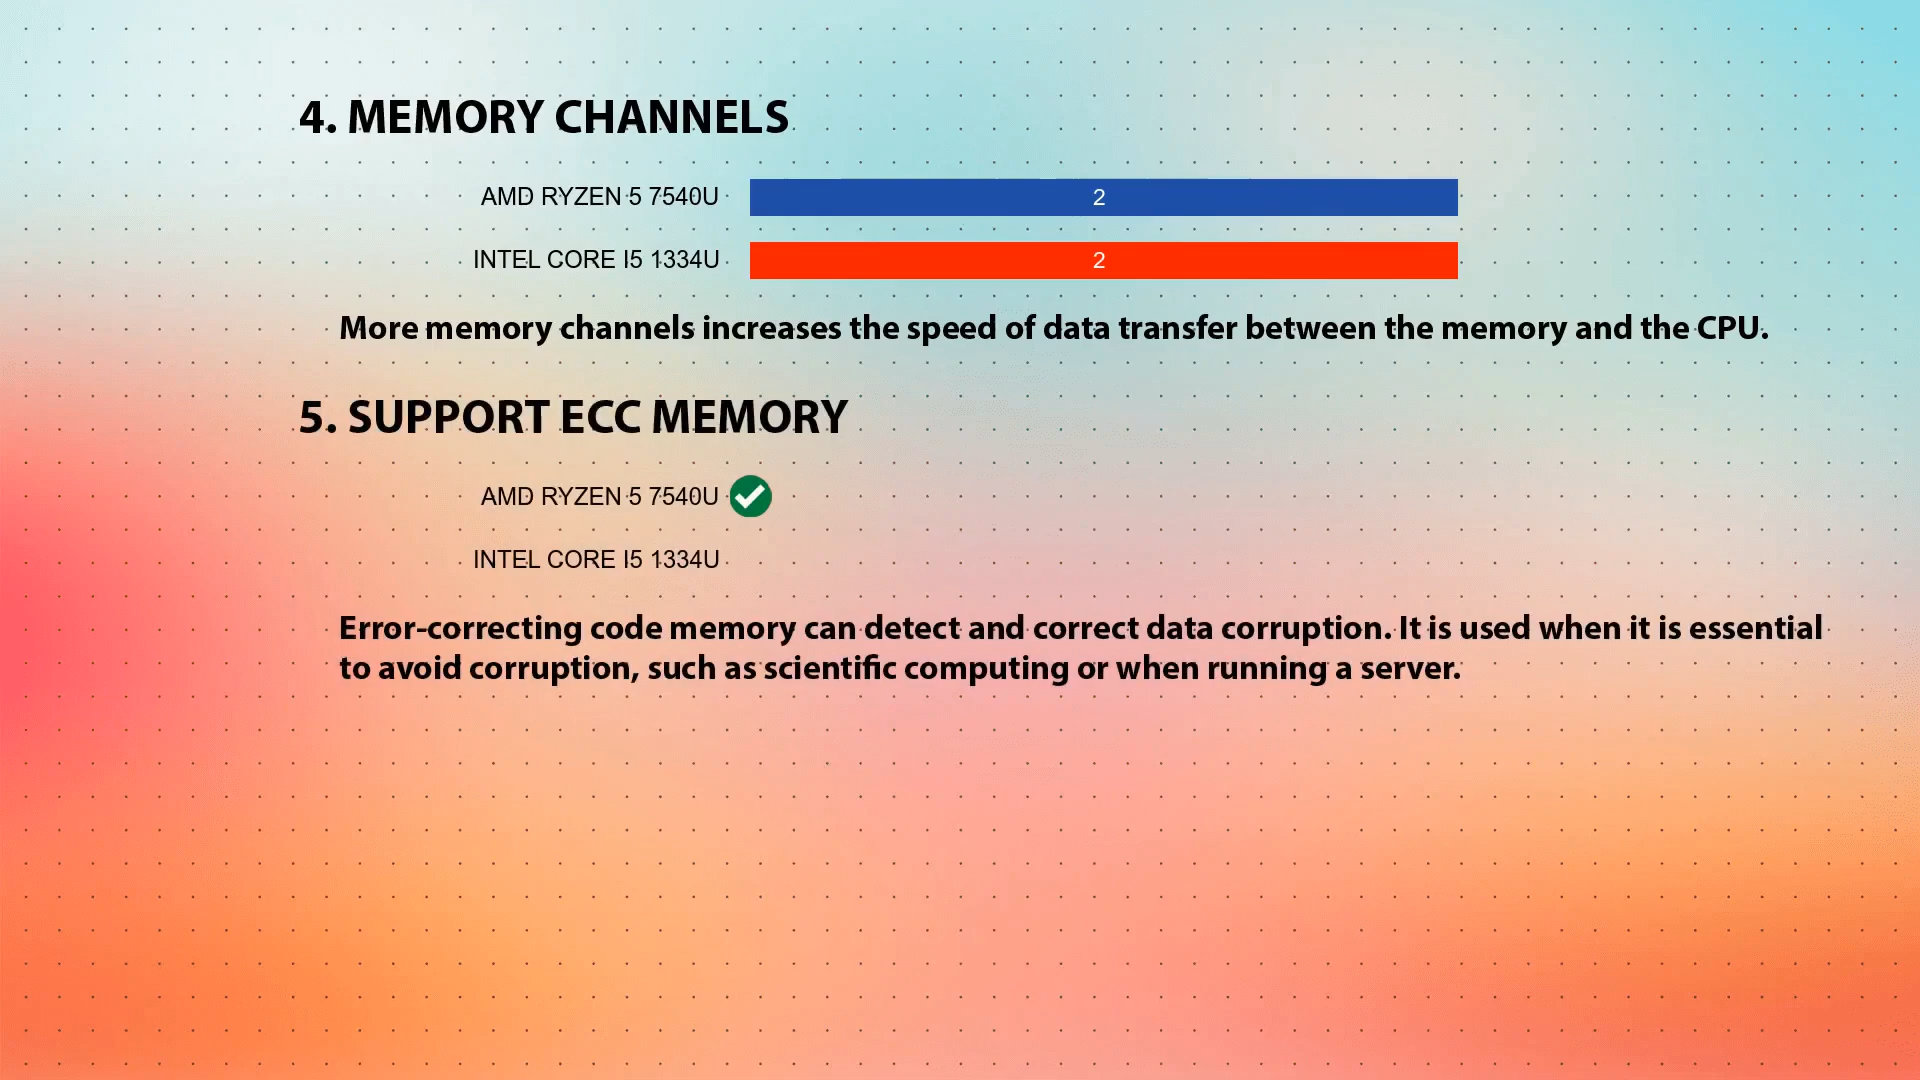 4. MEMORY CHANNELS
AMD RYZEN 5 7540U
2
INTEL CORE I5 1334U
2
More memory channels increases the speed of data transfer between the memory and the CPU.
5. SUPPORT ECC MEMORY
AMD RYZEN 5 7540U
INTEL CORE I5 1334U
Error-correcting code memory can detect and correct data corruption. It is used when it is essential
to avoid corruption, such as scientific computing or when running a server.